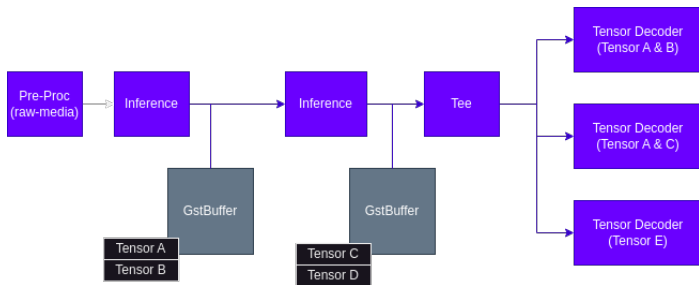 Pre-Proc
(raw-media)
Inference
Inference
Tee
Tensor Decoder
(Tensor A & B)
Tensor Decoder
(Tensor A & C)
Tensor Decoder
(Tensor E)
GstBuffer
Tensor A
Tensor B
GstBuffer
Tensor C
Tensor D